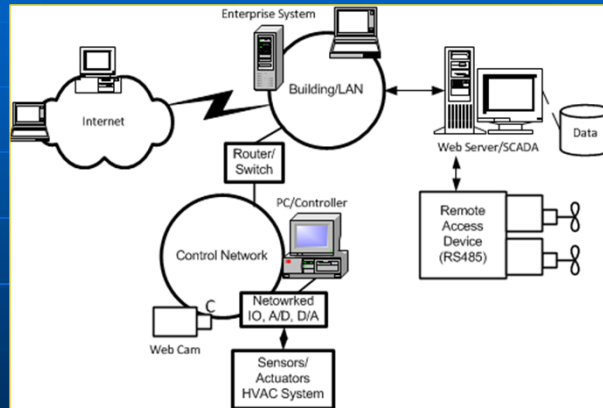 Enterprise System
Building/LAN
Internet
Web Server/SCADA
Data
Router/
Switch
PC/Controller
Remote
Access
Device
(RS485)
Control Network
C
Netowrked
IO, A/D, D/A
Web Cam
Sensors/
Actuators
HVAC System